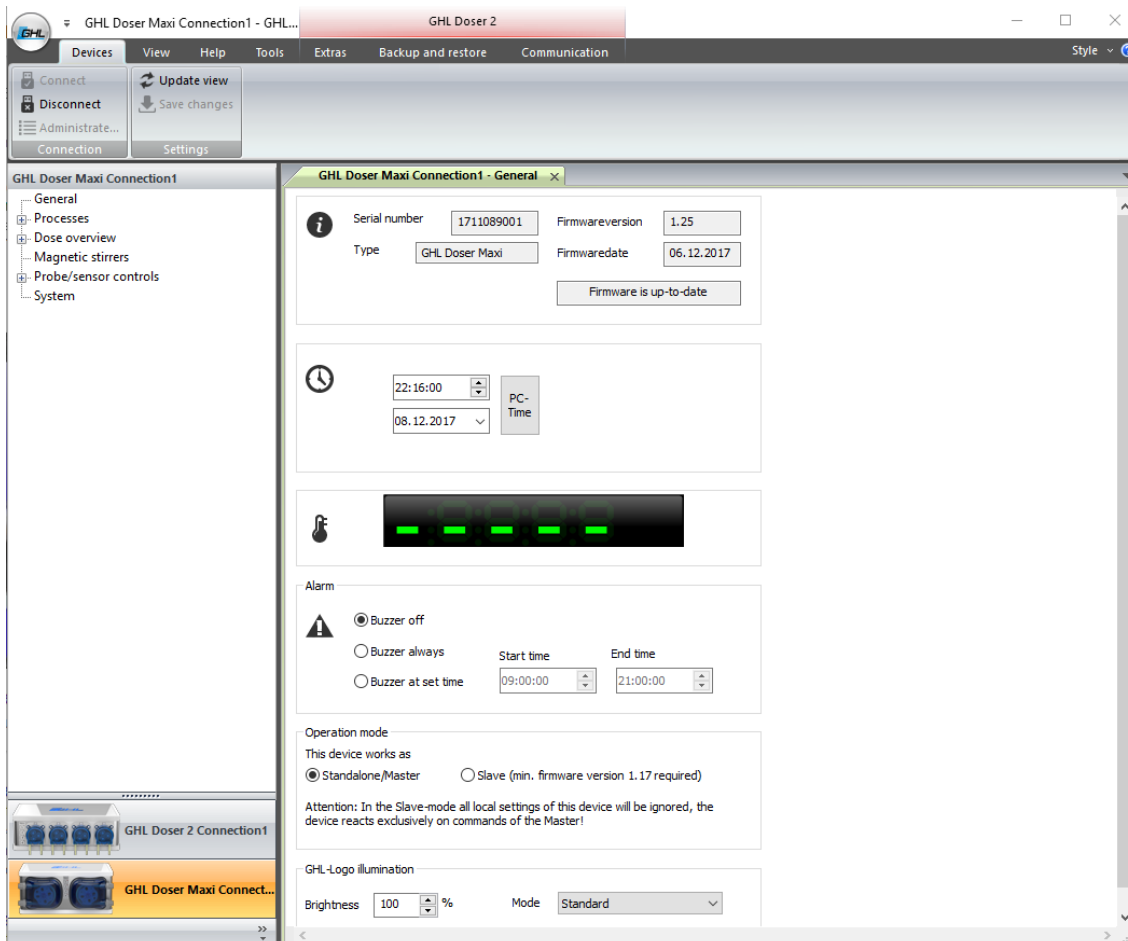 GHL
GHL Doser Maxi Connection1 - GHL...
GHL Doser 2
Devices View Help Tools Extras Backup and restore Communication Style
Connect
Disconnect
Administrate...
Connection
Update view
Save changes
Settings
GHL Doser Maxi Connection1
General
Processes
Dose overview
Magnetic stirrers
Probe/sensor controls
System
GHL Doser 2 Connection1
GHL Doser Maxi Connect...
GHL Doser Maxi Connection1 - General
Serial number 1711089001 Firmwareversion 1.25
Type GHL Doser Maxi Firmwaredate 06.12.2017
Firmware is up-to-date
22:16:00
08.12.2017
PC-
Time
- - - - -
Alarm
Buzzer off
Buzzer always
Start time End time
Buzzer at set time 09:00:00 21:00:00
Operation mode
This device works as
Standalone/Master Slave (min. firmware version 1.17 required)
Attention: In the Slave-mode all local settings of this device will be ignored, the
device reacts exclusively on commands of the Master!
GHL-Logo illumination
Brightness 100 % Mode Standard